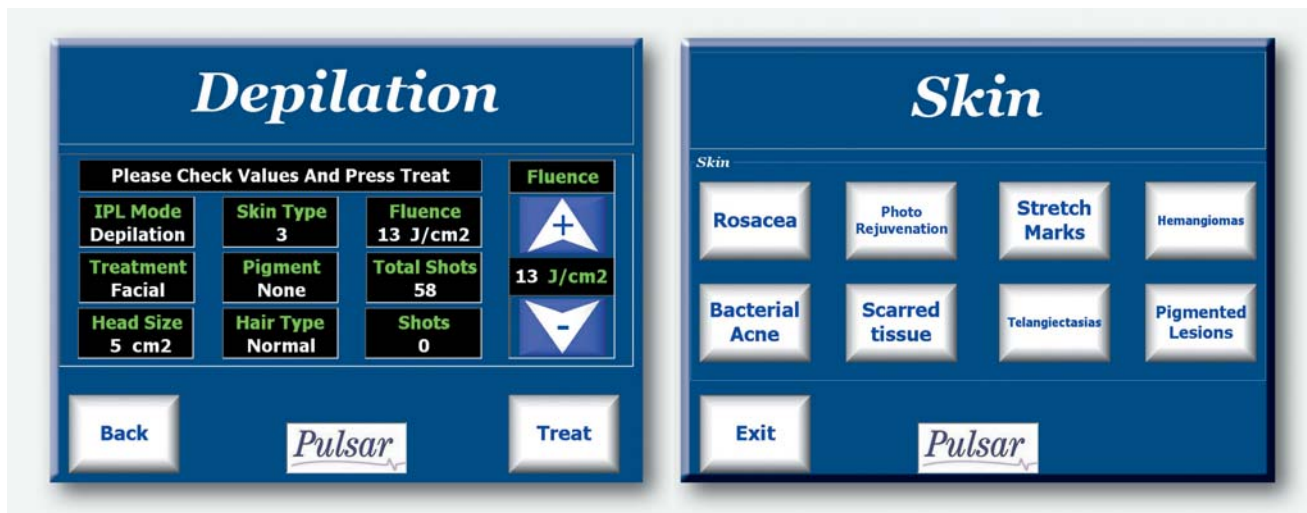 Depilation
Please Check Values And Press Treat
IPL Mode
Depilation
Skin Type
3
Fluence
13 J/cm2
Treatment
Facial
Pigment
None
Total Shots
58
Head Size
5 cm2
Hair Type
Normal
Shots
0
Fluence
+
13 J/cm2
-
Back
Pulsar
Treat
Skin
Skin
Rosacea
Photo
Rejuvenation
Stretch
Marks
Hemangiomas
Bacterial
Acne
Scarred
tissue
Telangiectasias
Pigmented
Lesions
Exit
Pulsar